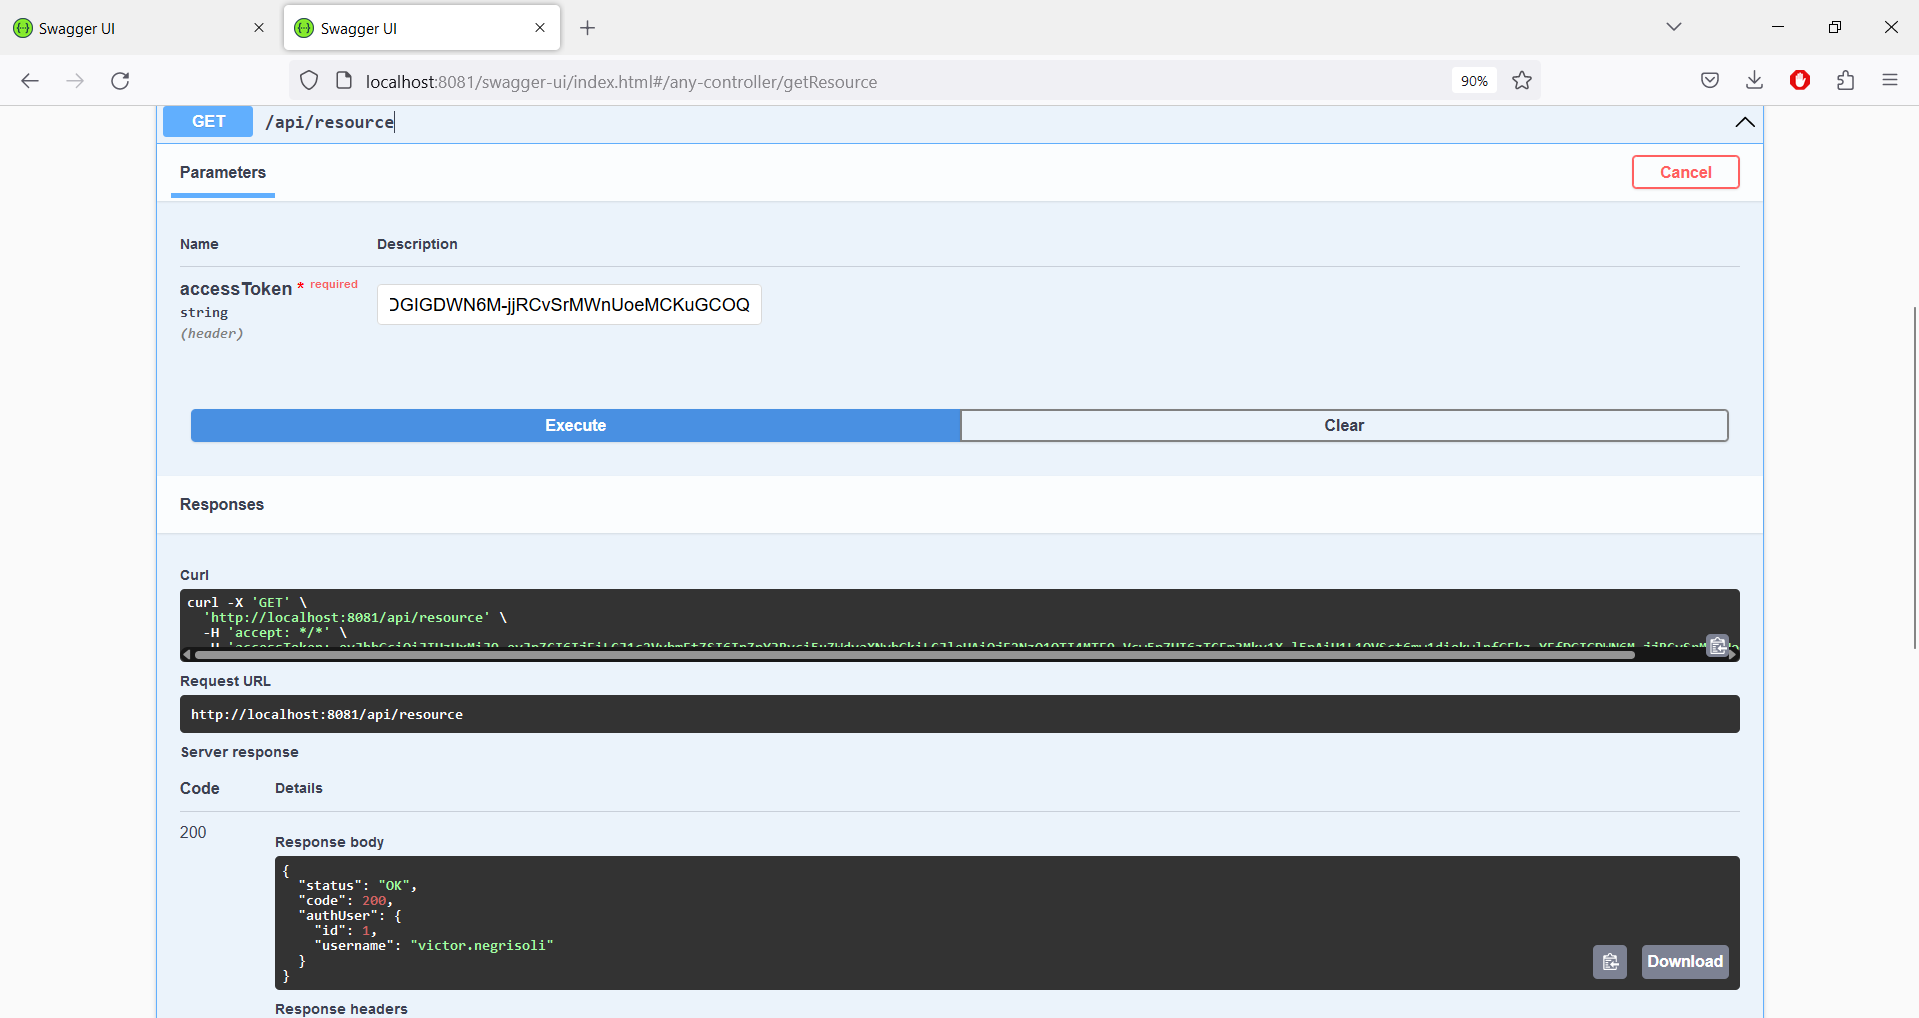 Swagger UI
Swagger UI
localhost:8081/swagger-ui/index.html#/any-controller/getResource
90%
GET /api/resource
Parameters
Cancel
Name Description
accessToken * required
string
(header)
DGIGDWN6M-jjRCvSrMWnUoeMCKuGCOQ
Execute Clear
Responses
Curl
curl -X 'GET' \
'http://localhost:8081/api/resource' \
-H 'accept: */*' \
Request URL
http://localhost:8081/api/resource
Server response
Code Details
200
Response body
{
"status": "OK",
"code": 200,
"authUser": {
"id": 1,
"username": "victor.negrisoli"
}
}
Download
Response headers